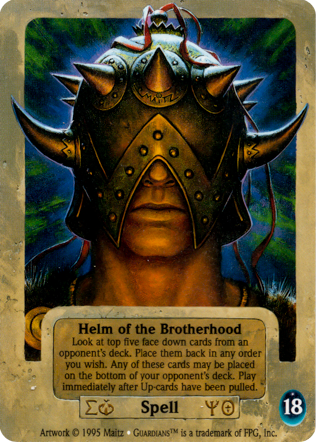 MAITZ
Helm of the Brotherhood
Look at top five face down cards from an
opponent's deck. Place them back in any order
you wish. Any of these cards may be placed
on the bottom of your opponent's deck. Play
immediately after Up-cards have been pulled.
Spell
18
Artwork © 1995 Maitz • GUARDIANS™ is a trademark of FPG, Inc.